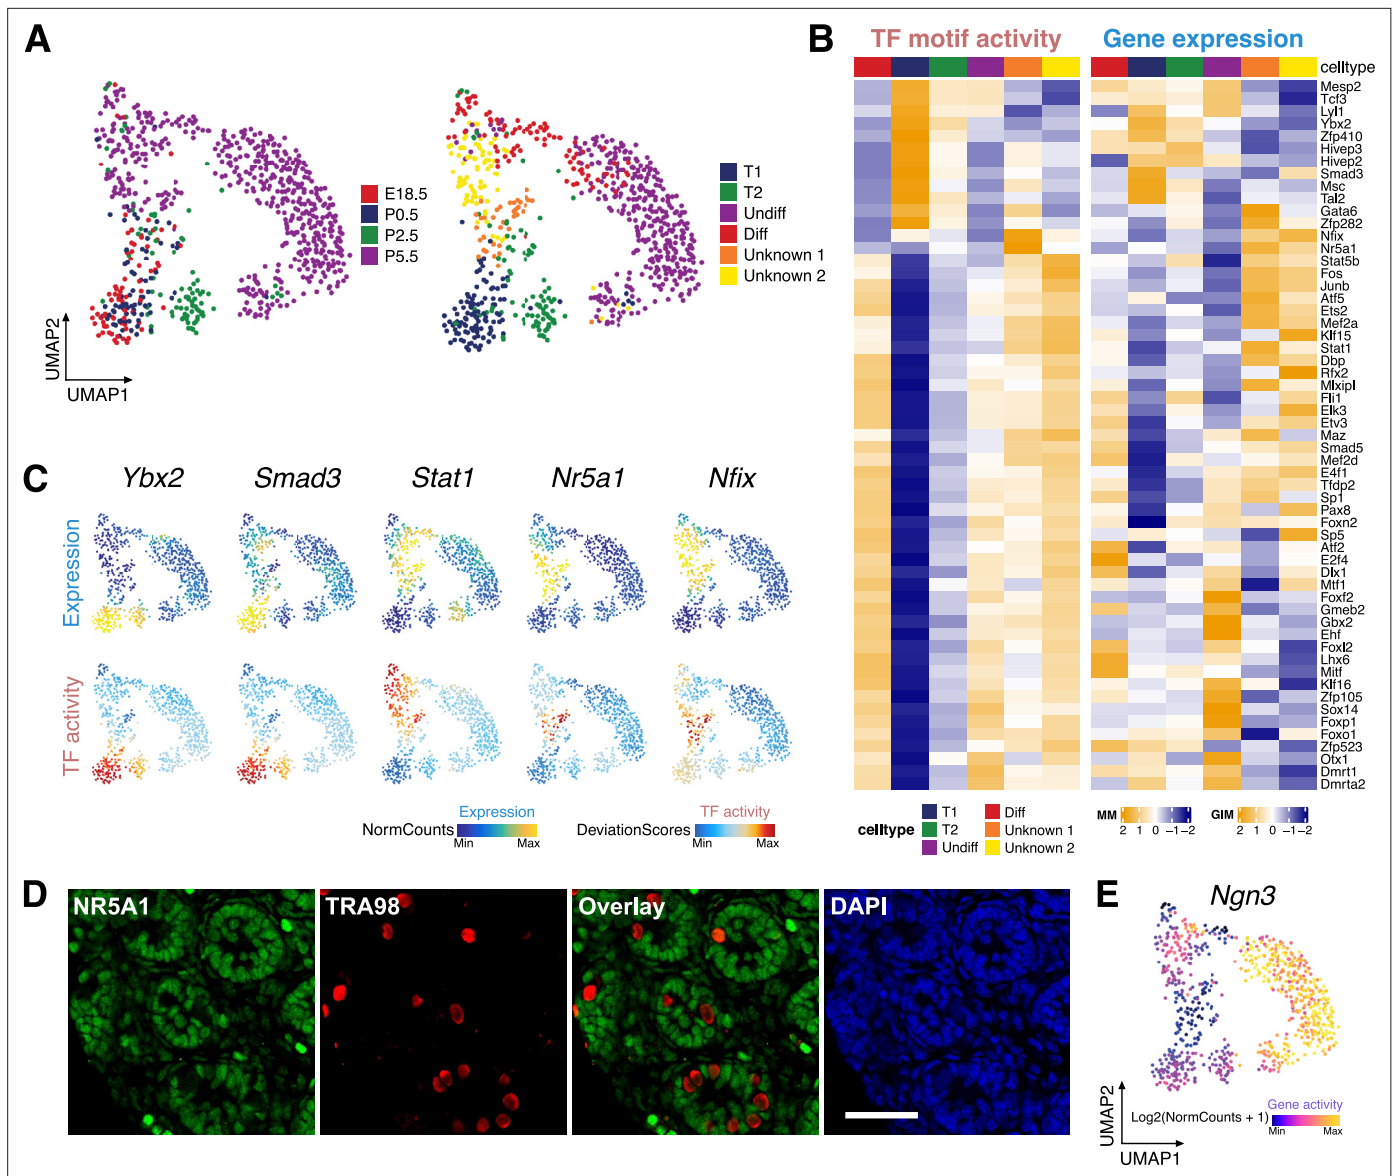 A
E18.5
P0.5
P2.5
P5.5
T1
T2
Undiff
Diff
Unknown 1
Unknown 2
UMAP2
UMAP1
B
TF motif activity
Gene expression
celltype
Mesp2
Tcf3
Lyl1
Ybx2
Zfp410
Hivep3
Hivep2
Smad3
Msc
Tal2
Gata6
Zfp282
Nfix
Nr5a1
Stat5b
Fos
Junb
Atf5
Ets2
Mef2a
Klf15
Stat1
Dbp
Rfx2
Mlxipl
Fli1
Elk3
Etv3
Maz
Smad5
Mef2d
E4f1
Tfdp2
Sp1
Pax8
Foxn2
Sp5
Atf2
E2f4
Dlx1
Mtf1
Foxf2
Gmeb2
Gbx2
Ehf
Foxl2
Lhx6
Mitf
Klf16
Zfp105
Sox14
Foxp1
Foxo1
Zfp523
Otx1
Dmrt1
Dmrta2
celltype
T1
T2
Undiff
Diff
Unknown 1
Unknown 2
MM
2 1 0 −1−2
GIM
2 1 0 −1−2
C
Ybx2 Smad3 Stat1 Nr5a1 Nfix
Expression
TF activity
Expression
NormCounts
Min Max
TF activity
DeviationScores
Min Max
D
NR5A1
TRA98
Overlay
DAPI
E
Ngn3
Gene activity
Log2(NormCounts + 1)
Min Max
UMAP2
UMAP1